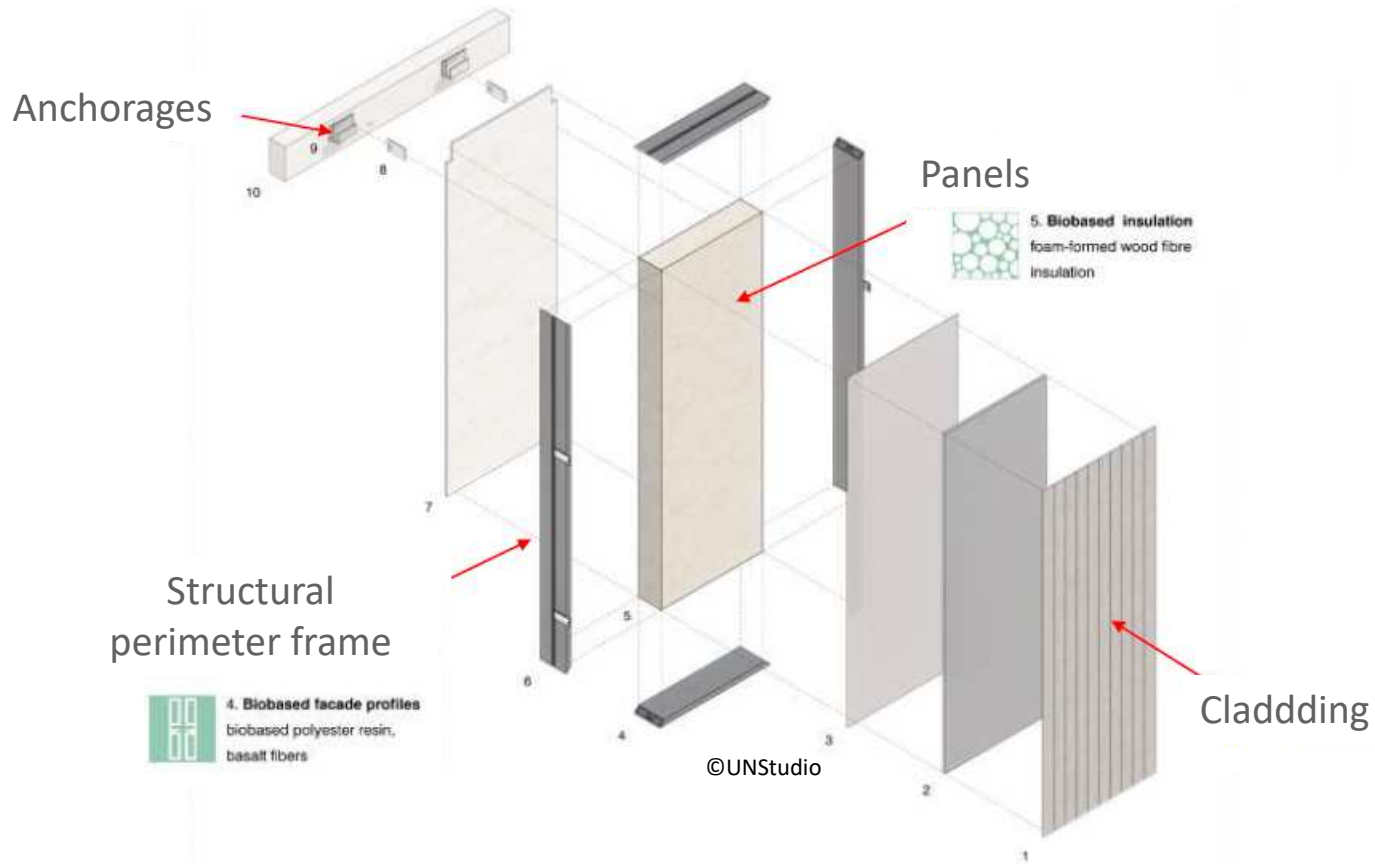 Anchorages
9
8
10
Panels
5. Biobased insulation
foam-formed wood fibre
insulation
7
Structural
perimeter frame
5
6
4. Biobased facade profiles
biobased polyester resin,
basalt fibers
4
3
©UNStudio
Claddding
2
1